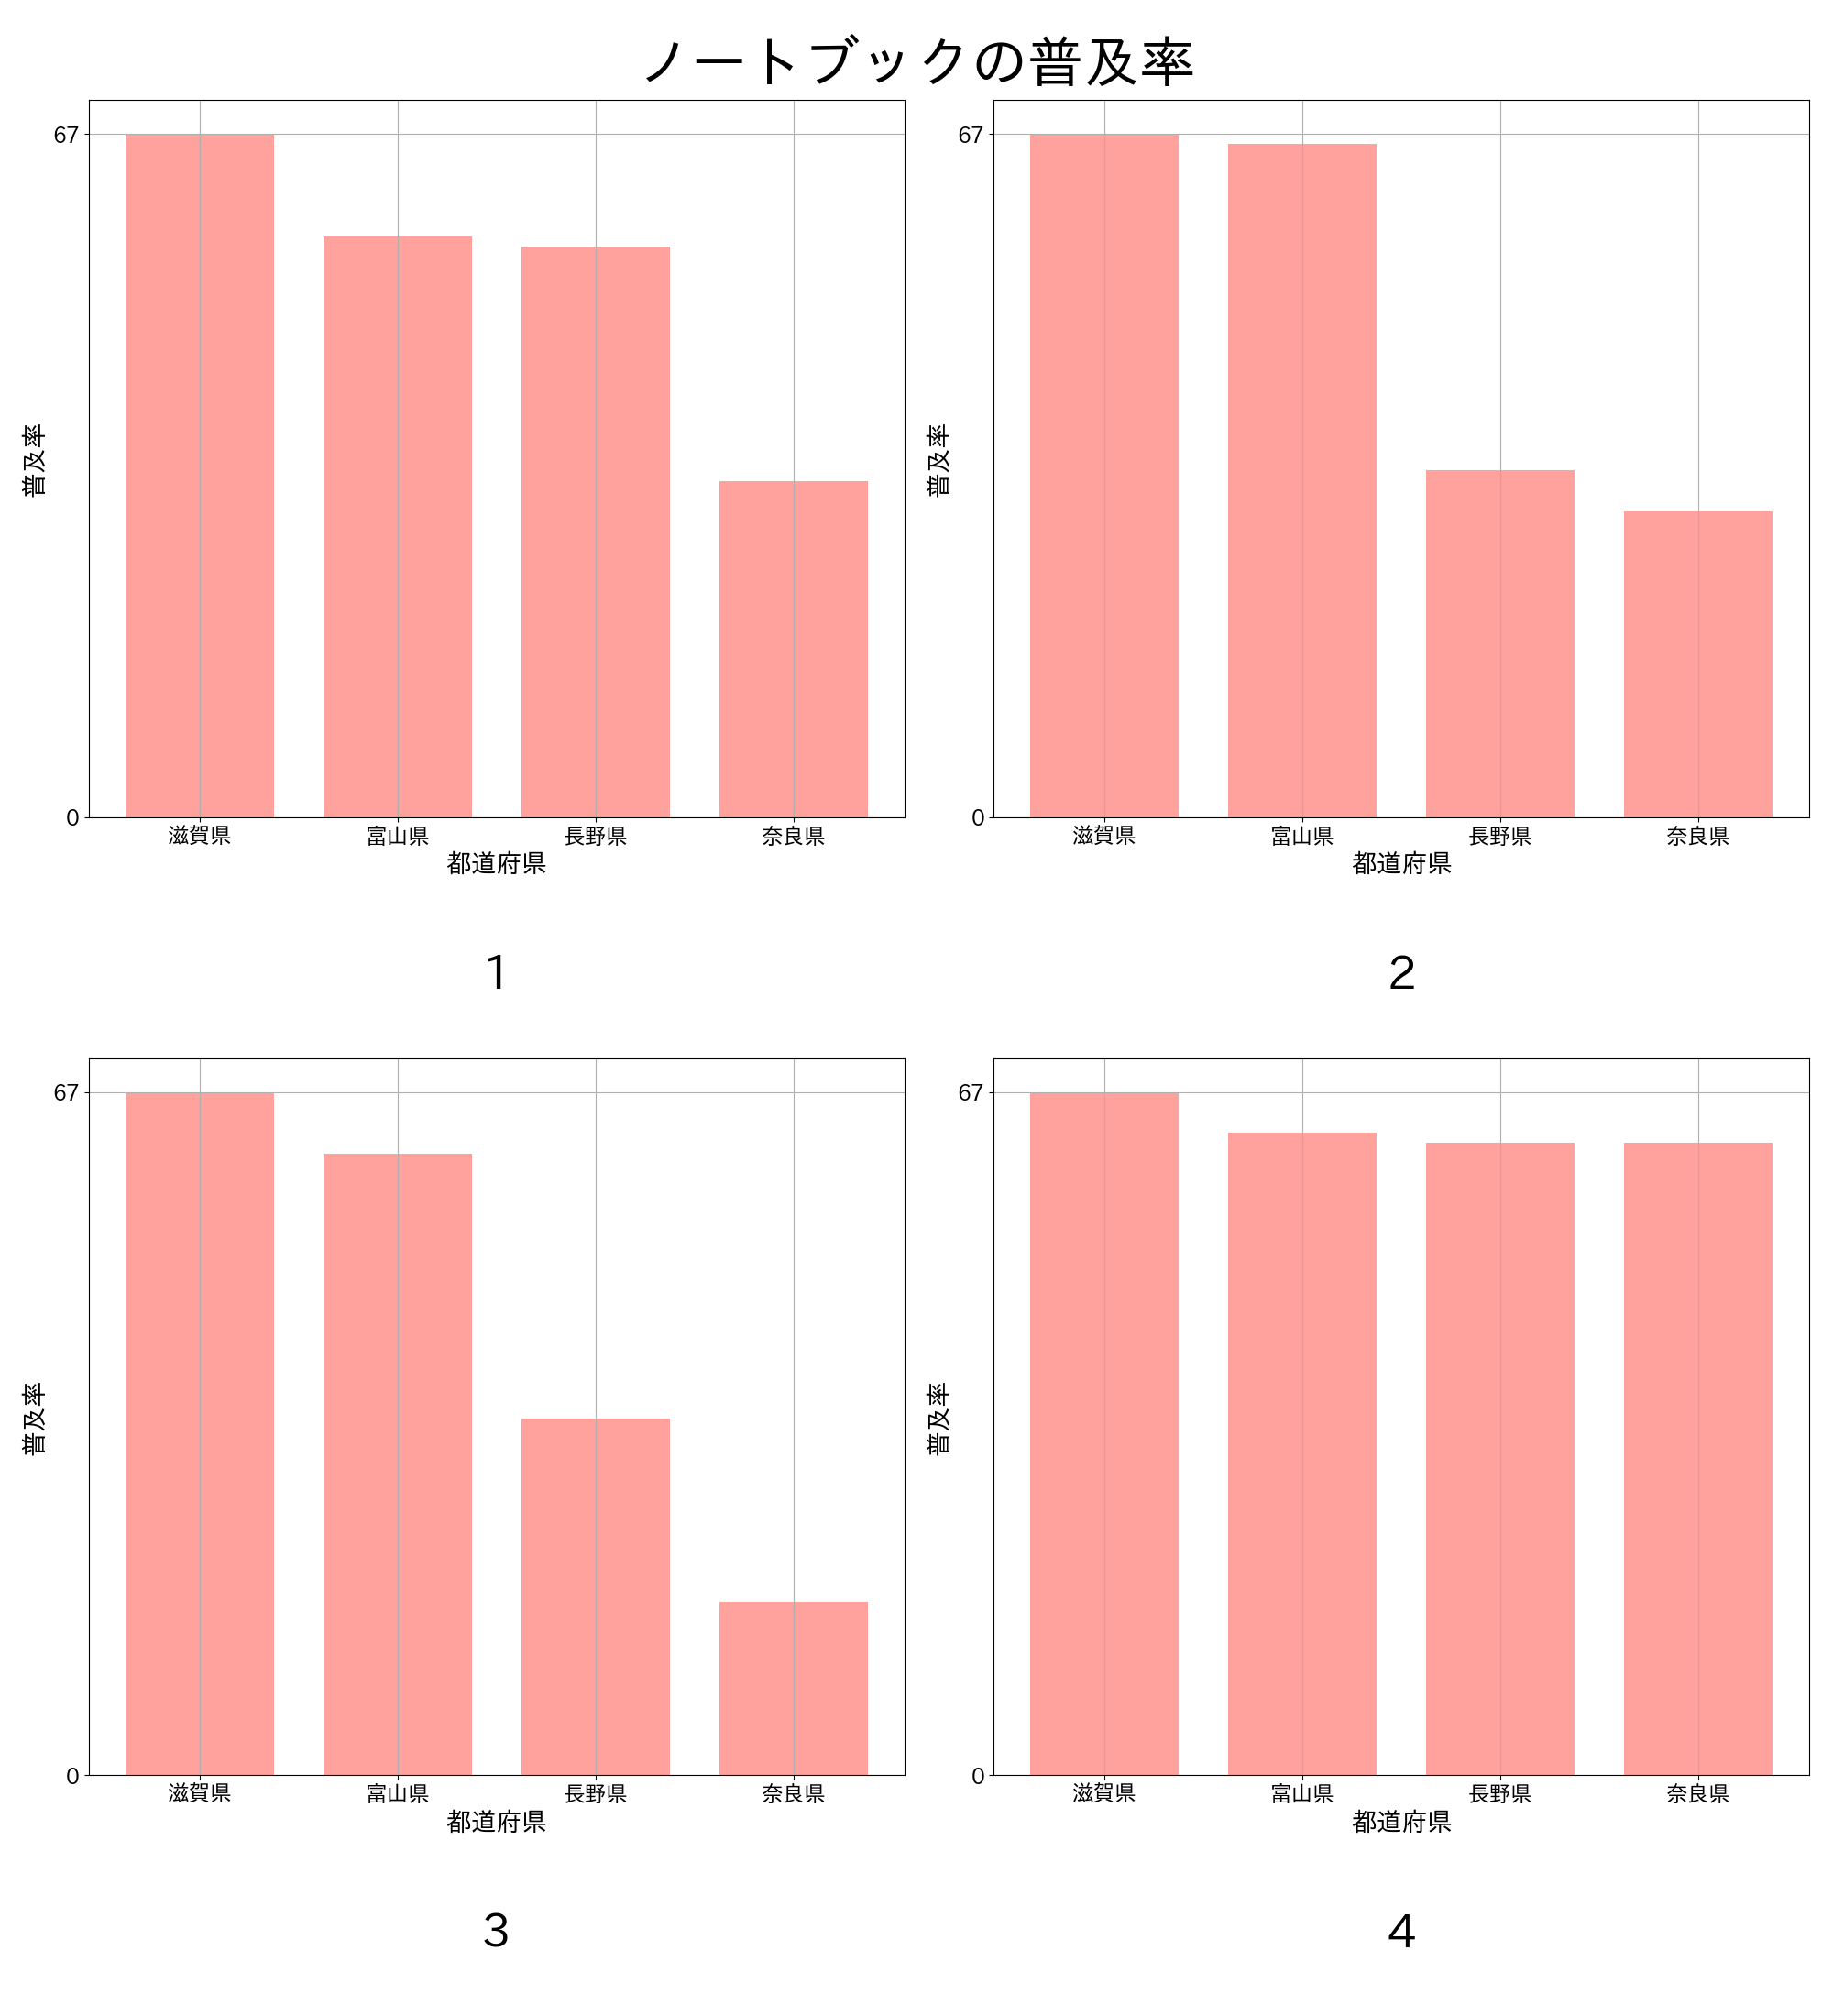 ノートブックの普及率
67
0
普及率
滋賀県 富山県 長野県 奈良県
都道府県
1
67
0
普及率
滋賀県 富山県 長野県 奈良県
都道府県
2
67
0
普及率
滋賀県 富山県 長野県 奈良県
都道府県
3
67
0
普及率
滋賀県 富山県 長野県 奈良県
都道府県
4